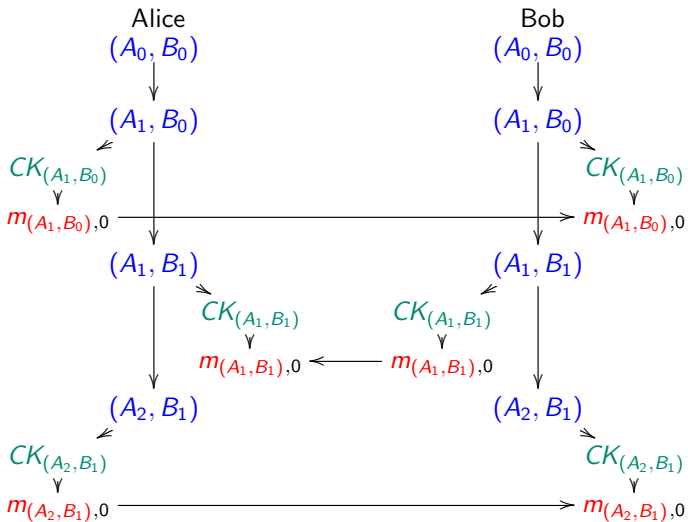 Alice Bob
(A₀, B₀) (A₀, B₀)
(A₁, B₀) (A₁, B₀)
CK₍A₁,B₀₎ CK₍A₁,B₀₎
m₍A₁,B₀₎,₀ m₍A₁,B₀₎,₀
(A₁, B₁) (A₁, B₁)
CK₍A₁,B₁₎ CK₍A₁,B₁₎
m₍A₁,B₁₎,₀ m₍A₁,B₁₎,₀
(A₂, B₁) (A₂, B₁)
CK₍A₂,B₁₎ CK₍A₂,B₁₎
m₍A₂,B₁₎,₀ m₍A₂,B₁₎,₀